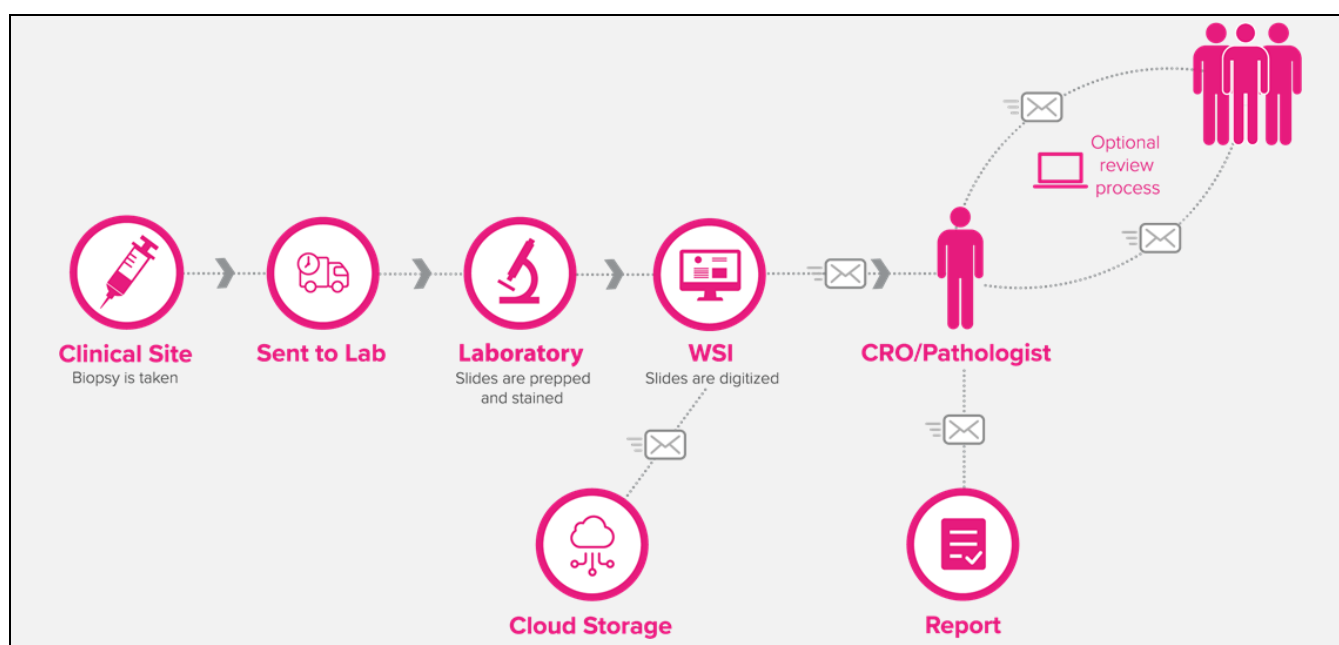 Optional
review
process
Clinical Site
Biopsy is taken
Sent to Lab
Laboratory
Slides are prepped
and stained
WSI
Slides are digitized
CRO/Pathologist
Cloud Storage
Report